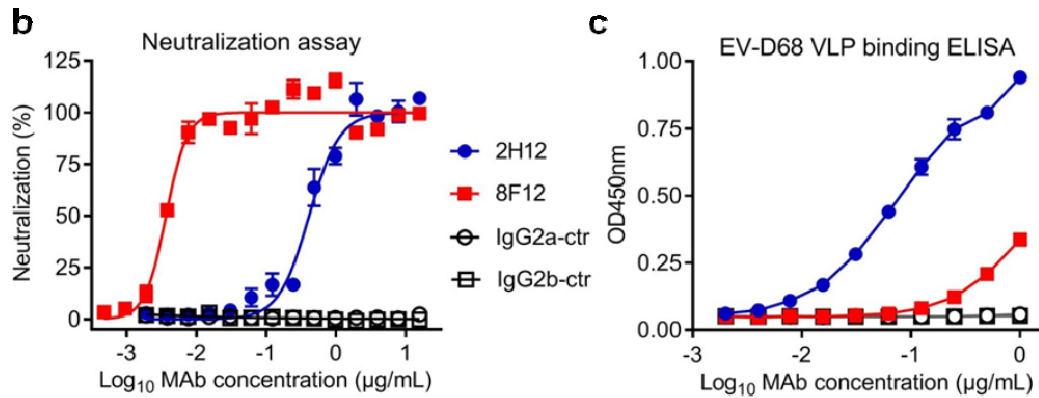 b
Neutralization assay
Neutralization (%)
125
100
75
50
25
0
-3
-2
-1
0
1
Log10 MAb concentration (µg/mL)
2H12
8F12
IgG2a-ctr
IgG2b-ctr
c
EV-D68 VLP binding ELISA
OD450nm
1.00
0.75
0.50
0.25
0.00
-3
-2
-1
0
Log10 MAb concentration (µg/mL)